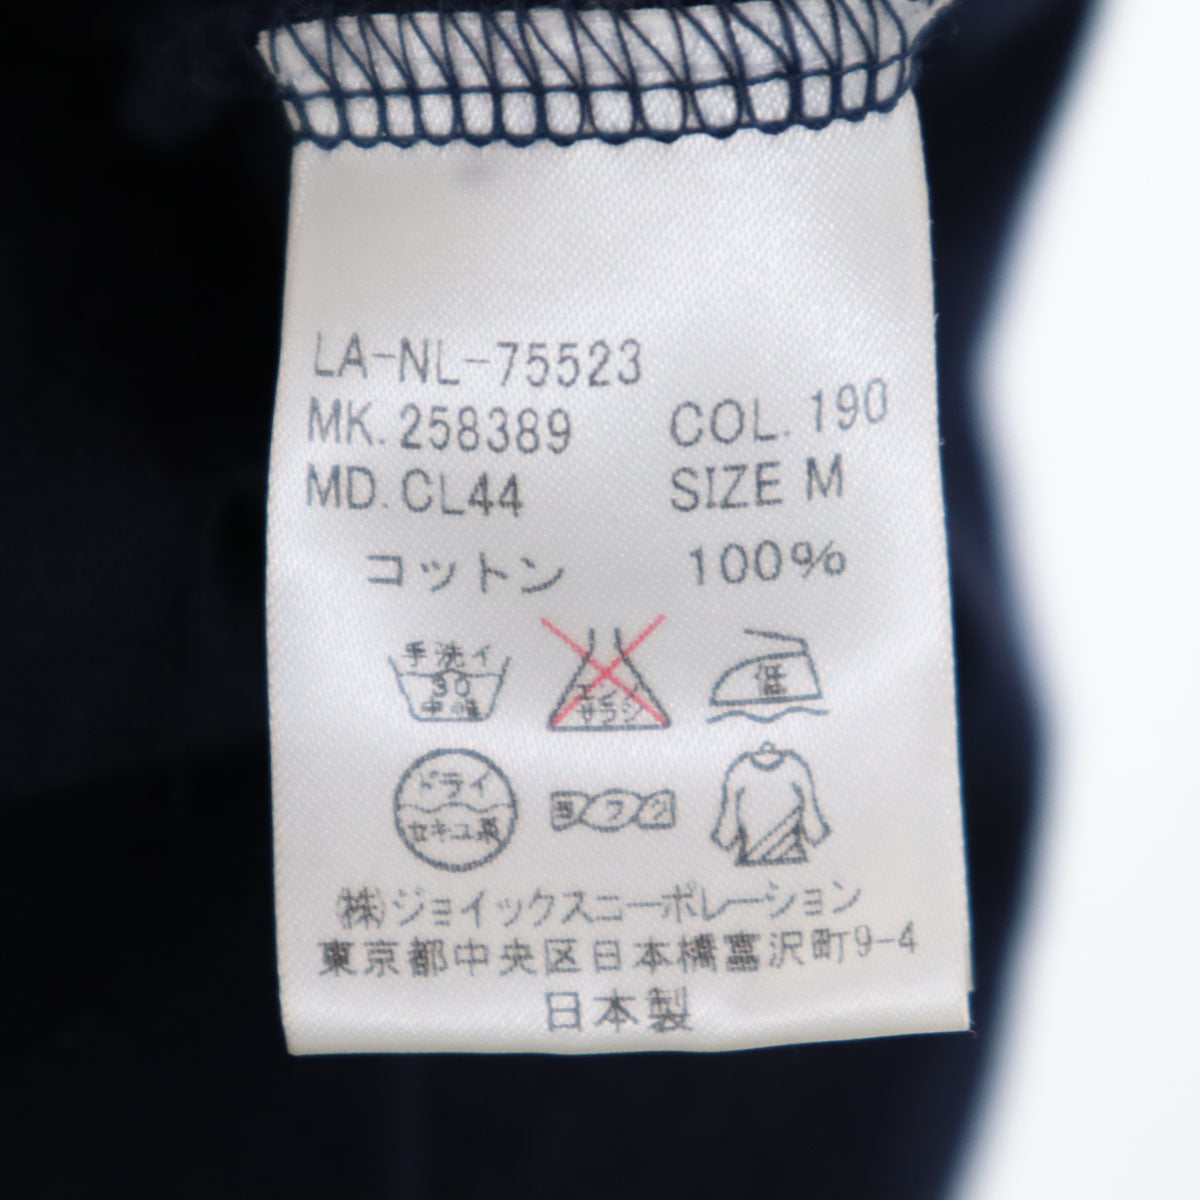 LA-NL-75523
MK. 258389 COL. 190
MD. CL44 SIZE M
コットン 100%
手洗イ
30
中性
エンソ
サラシ
低
ドライ
セキユ系
ヨワク
㈱ジョイックスコーポレーション
東京都中央区日本橋富沢町9-4
日本製